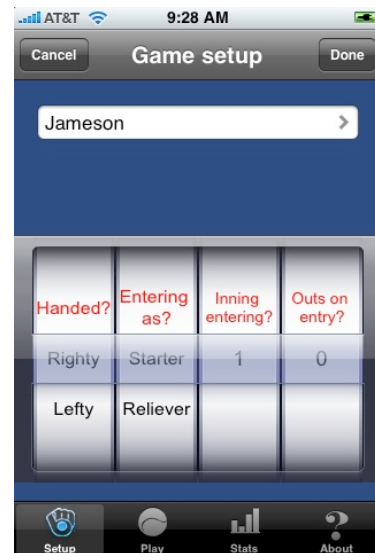 AT&T 9:28 AM
Cancel Game setup Done
Jameson
Handed? Entering as? Inning entering? Outs on entry?
Righty Starter 1 0
Lefty Reliever
Setup Play Stats About